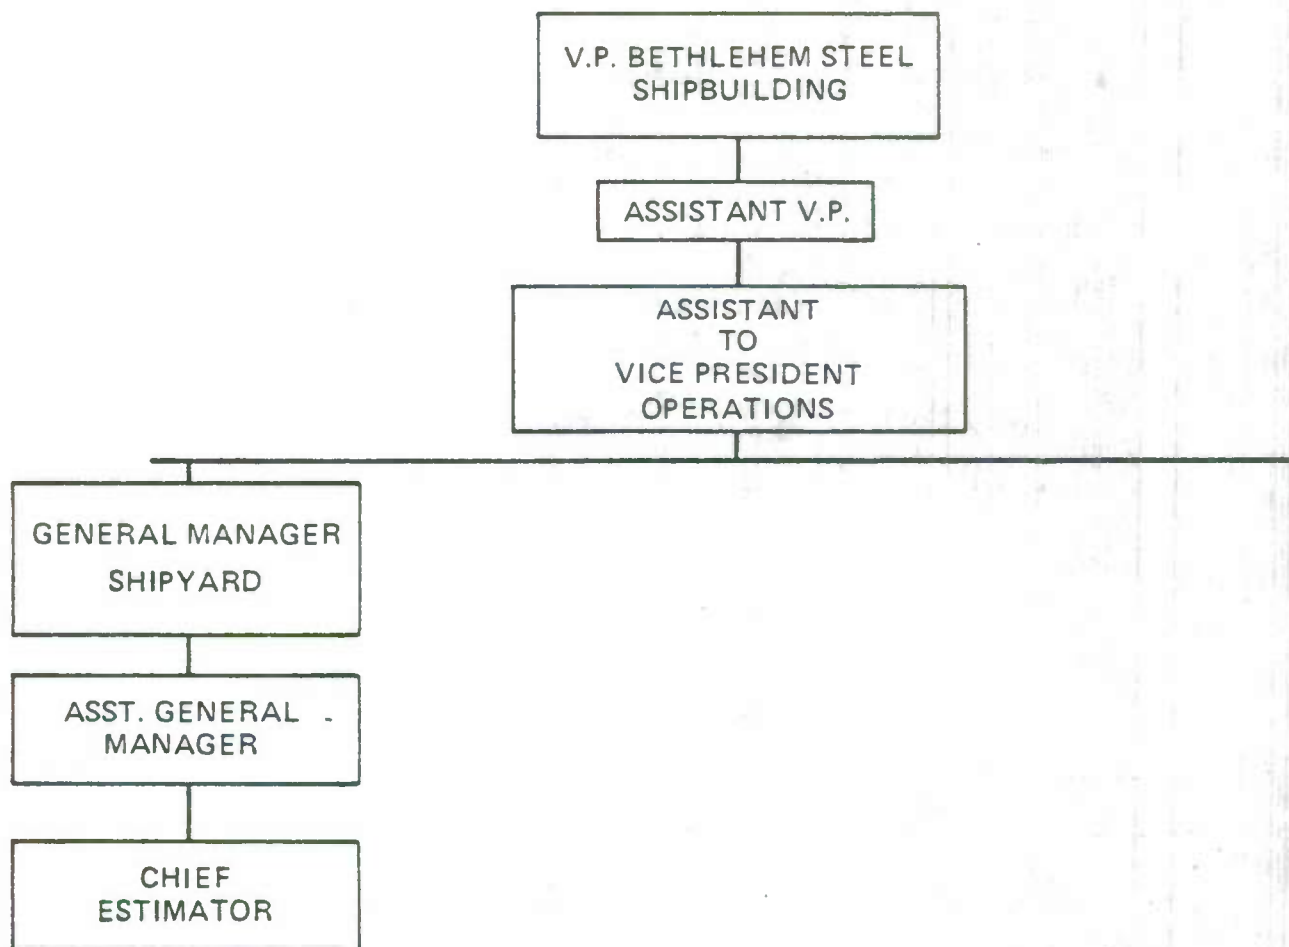 V.P. BETHLEHEM STEEL
SHIPBUILDING
ASSISTANT V.P.
ASSISTANT
TO
VICE PRESIDENT
OPERATIONS
GENERAL MANAGER
SHIPYARD
ASST. GENERAL
MANAGER
CHIEF
ESTIMATOR